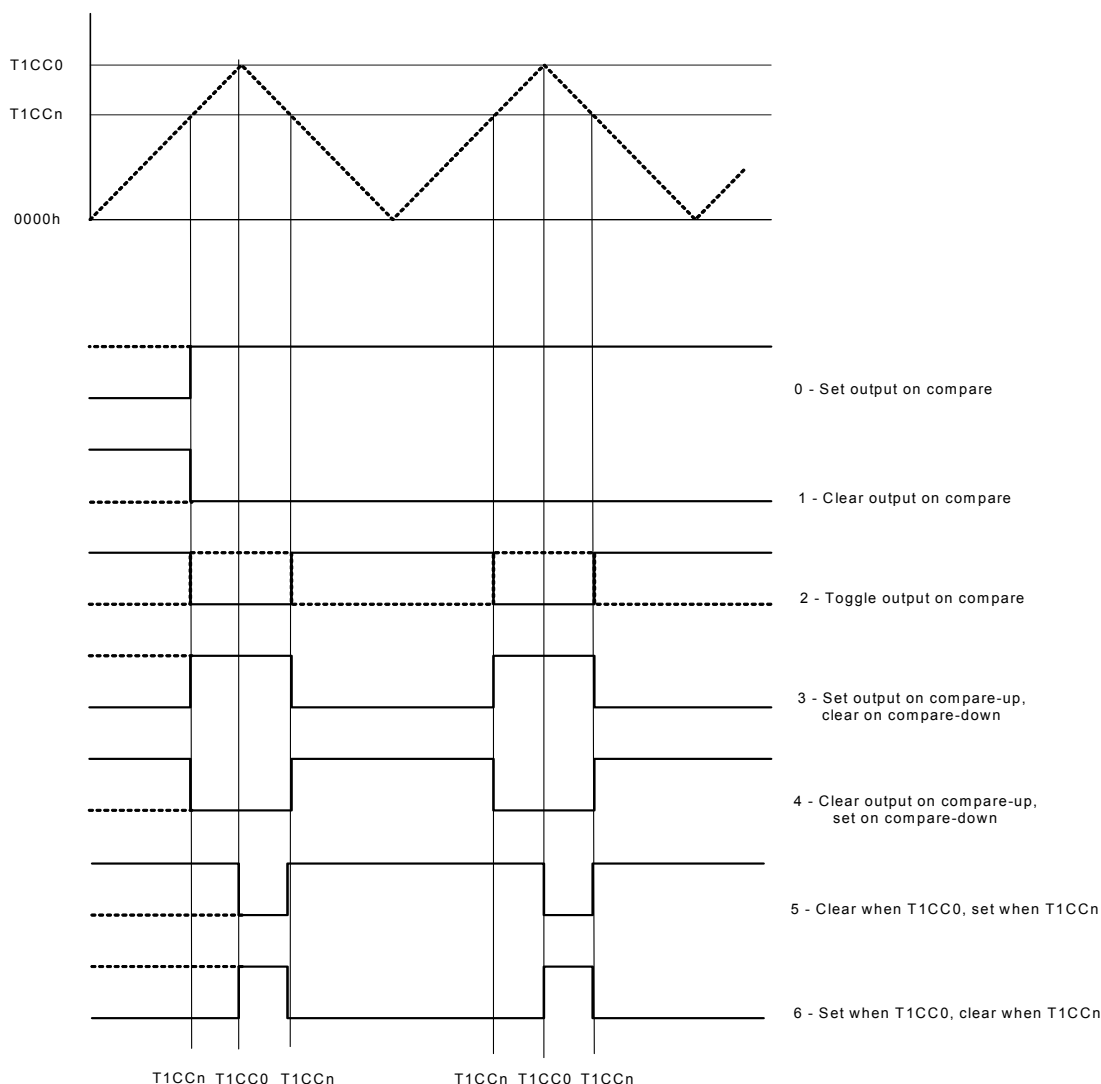 T1CC0
T1CCn
0000h
0 - Set output on compare
1 - Clear output on compare
2 - Toggle output on compare
3 - Set output on compare-up,
clear on compare-down
4 - Clear output on compare-up,
set on compare-down
5 - Clear when T1CC0, set when T1CCn
6 - Set when T1CC0, clear when T1CCn
T1CCn T1CC0 T1CCn T1CCn T1CC0 T1CCn